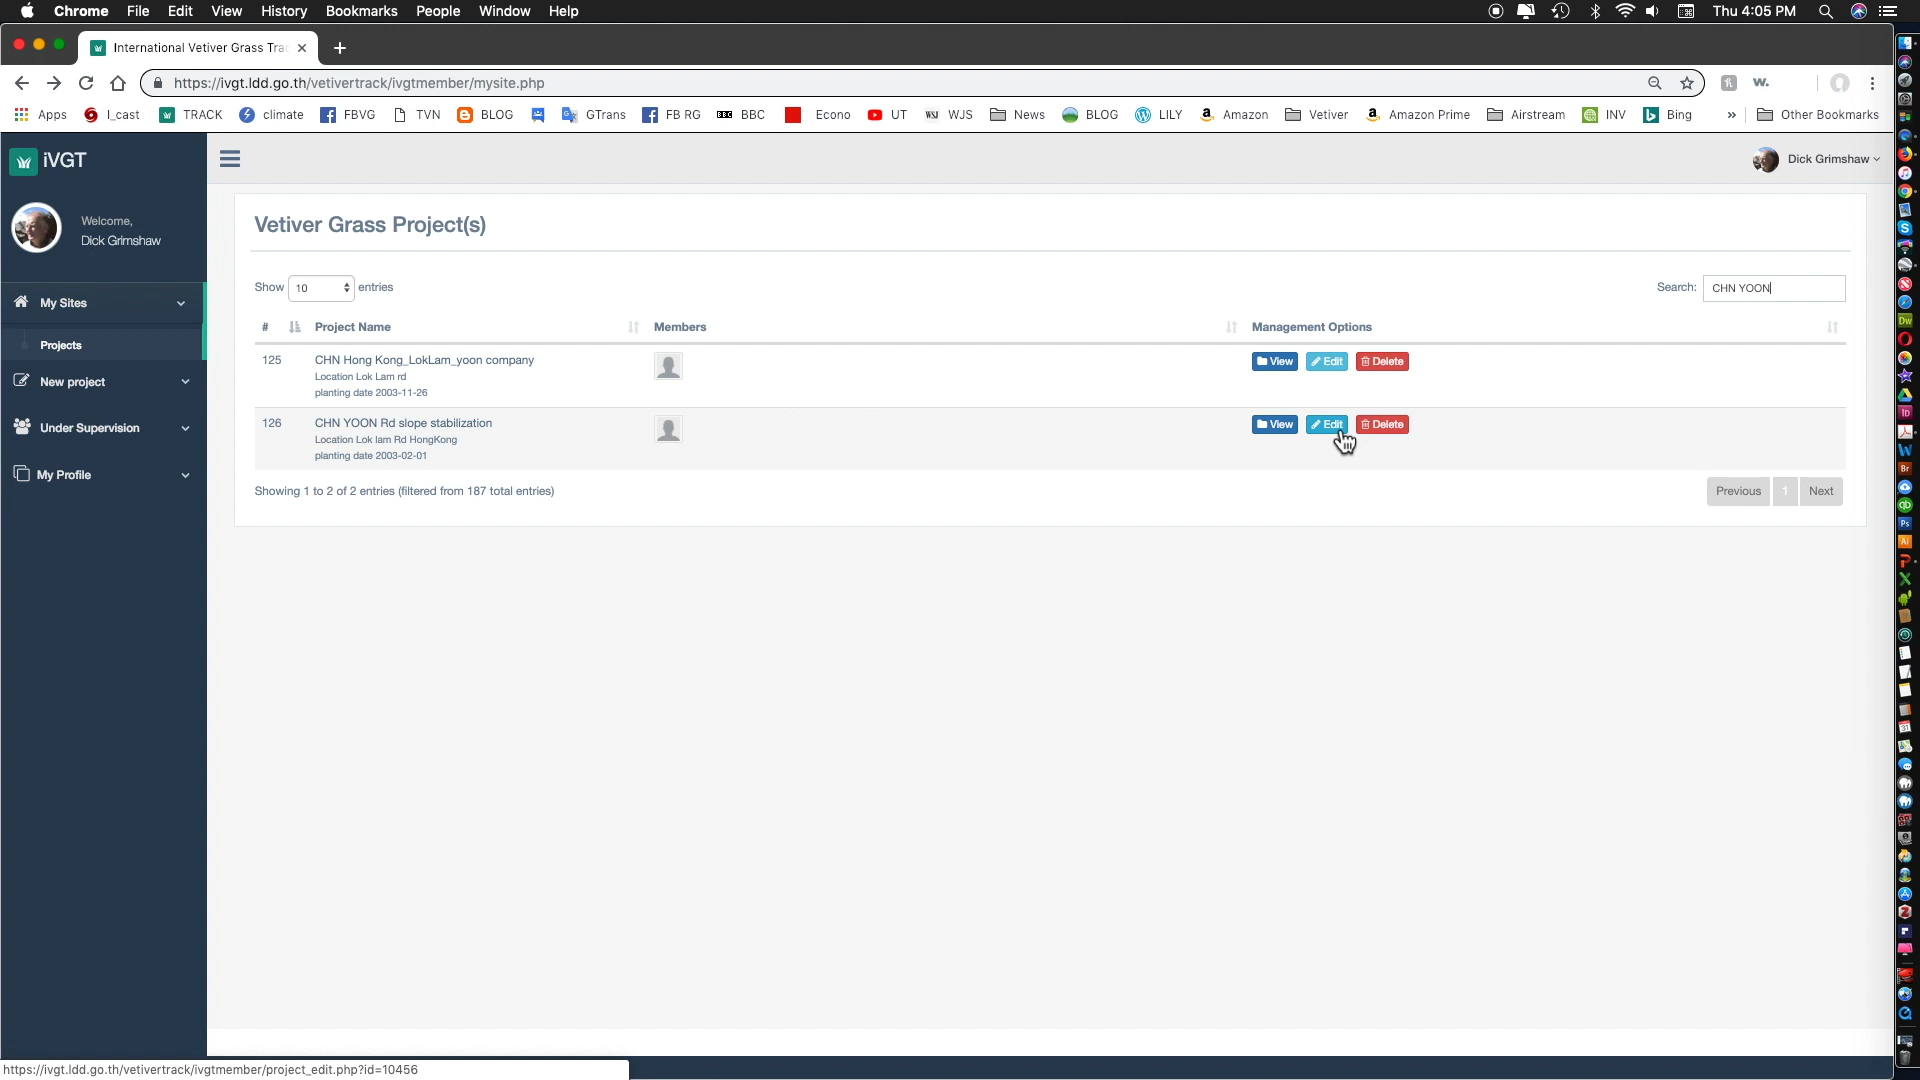 Chrome File Edit View History Bookmarks People Window Help Thu 4:05 PM
International Vetiver Grass Trac
https://ivgt.ldd.go.th/vetivertrack/ivgtmember/mysite.php
Apps I_cast TRACK climate FBVG TVN BLOG GTrans FB RG BBC BBC Econo UT WSJ WJS News BLOG LILY Amazon Vetiver Amazon Prime Airstream INV Bing » Other Bookmarks
iVGT
Dick Grimshaw
Welcome,
Dick Grimshaw
My Sites
Projects
New project
Under Supervision
My Profile
Vetiver Grass Project(s)
Show 10 entries
Search: CHN YOON
# Project Name Members Management Options
125 CHN Hong Kong_LokLam_yoon company View Edit Delete
Location Lok Lam rd
planting date 2003-11-26
126 CHN YOON Rd slope stabilization View Edit Delete
Location Lok lam Rd HongKong
planting date 2003-02-01
Showing 1 to 2 of 2 entries (filtered from 187 total entries)
Previous 1 Next
https://ivgt.ldd.go.th/vetivertrack/ivgtmember/project_edit.php?id=10456